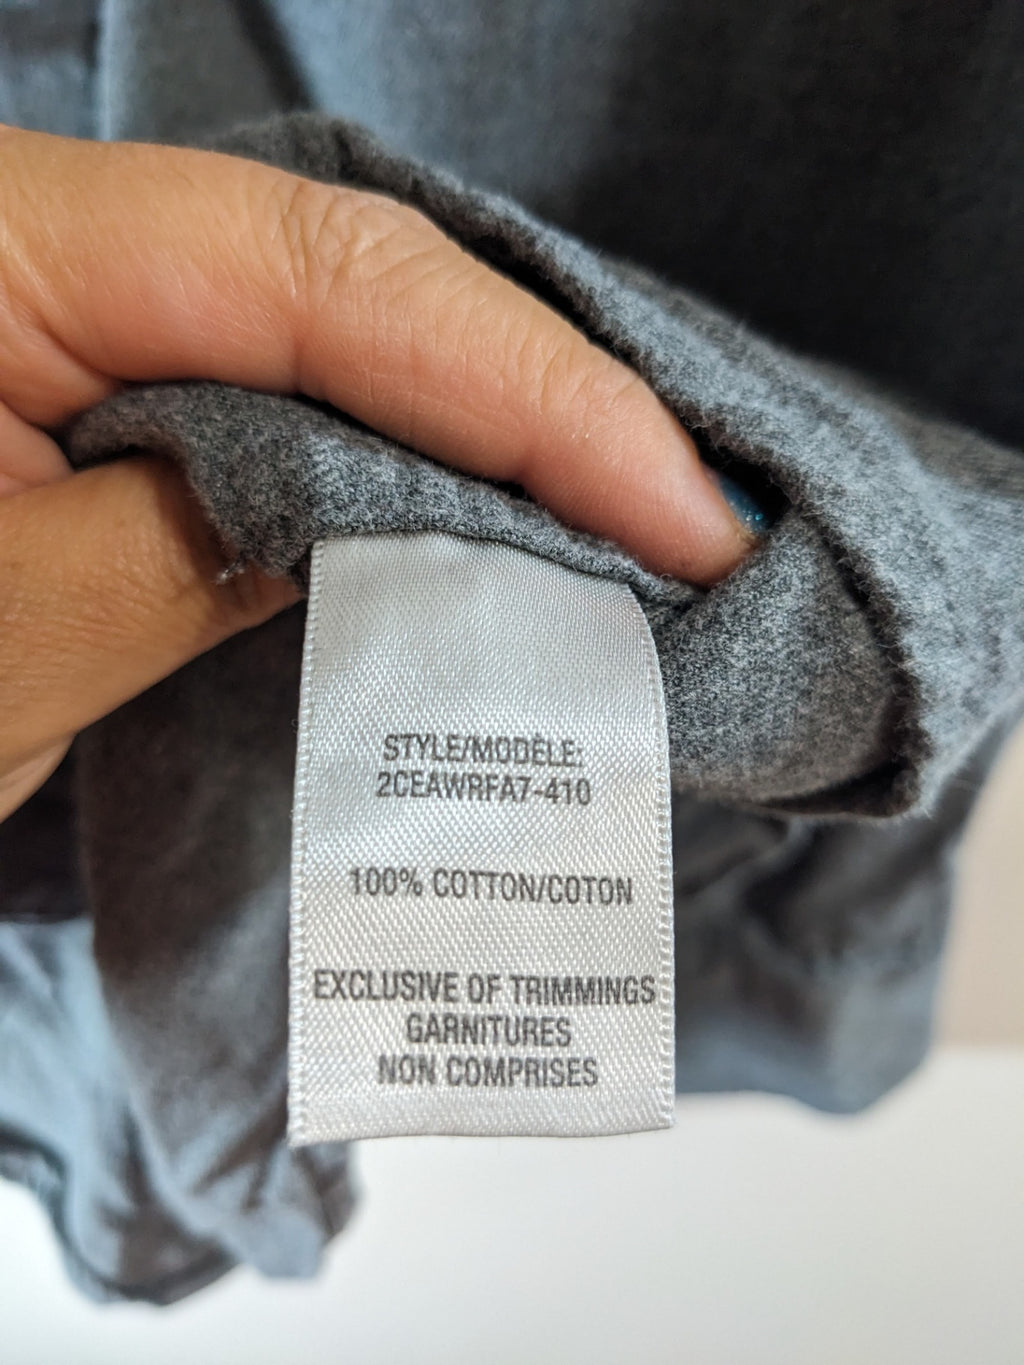 STYLE/MODÈLE:
2CEAWRFA7-410
100% COTTON/COTON
EXCLUSIVE OF TRIMMINGS
GARNITURES
NON COMPRISES